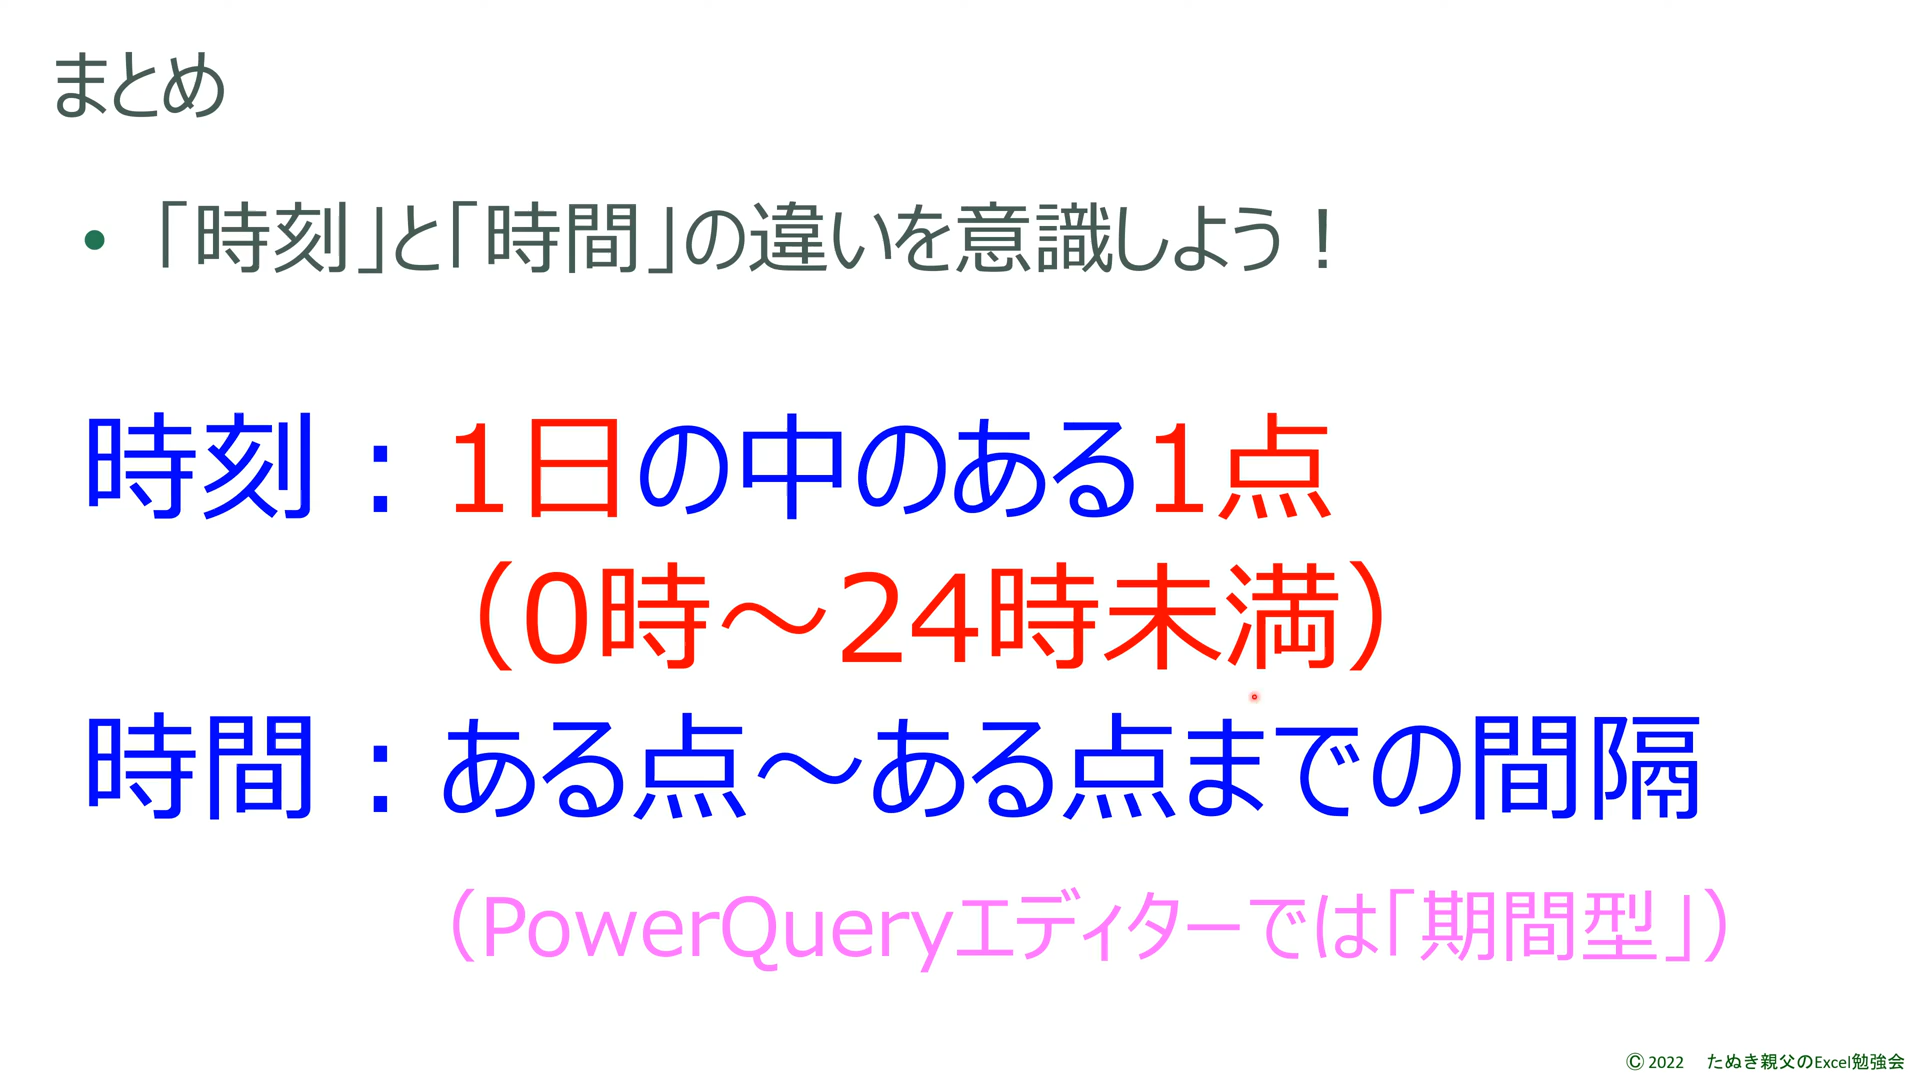 まとめ
• 「時刻」と「時間」の違いを意識しよう！
時刻：1日の中のある1点
（0時～24時未満）
時間：ある点～ある点までの間隔
（PowerQueryエディターでは「期間型」）
Ⓒ 2022 たぬき親父のExcel勉強会